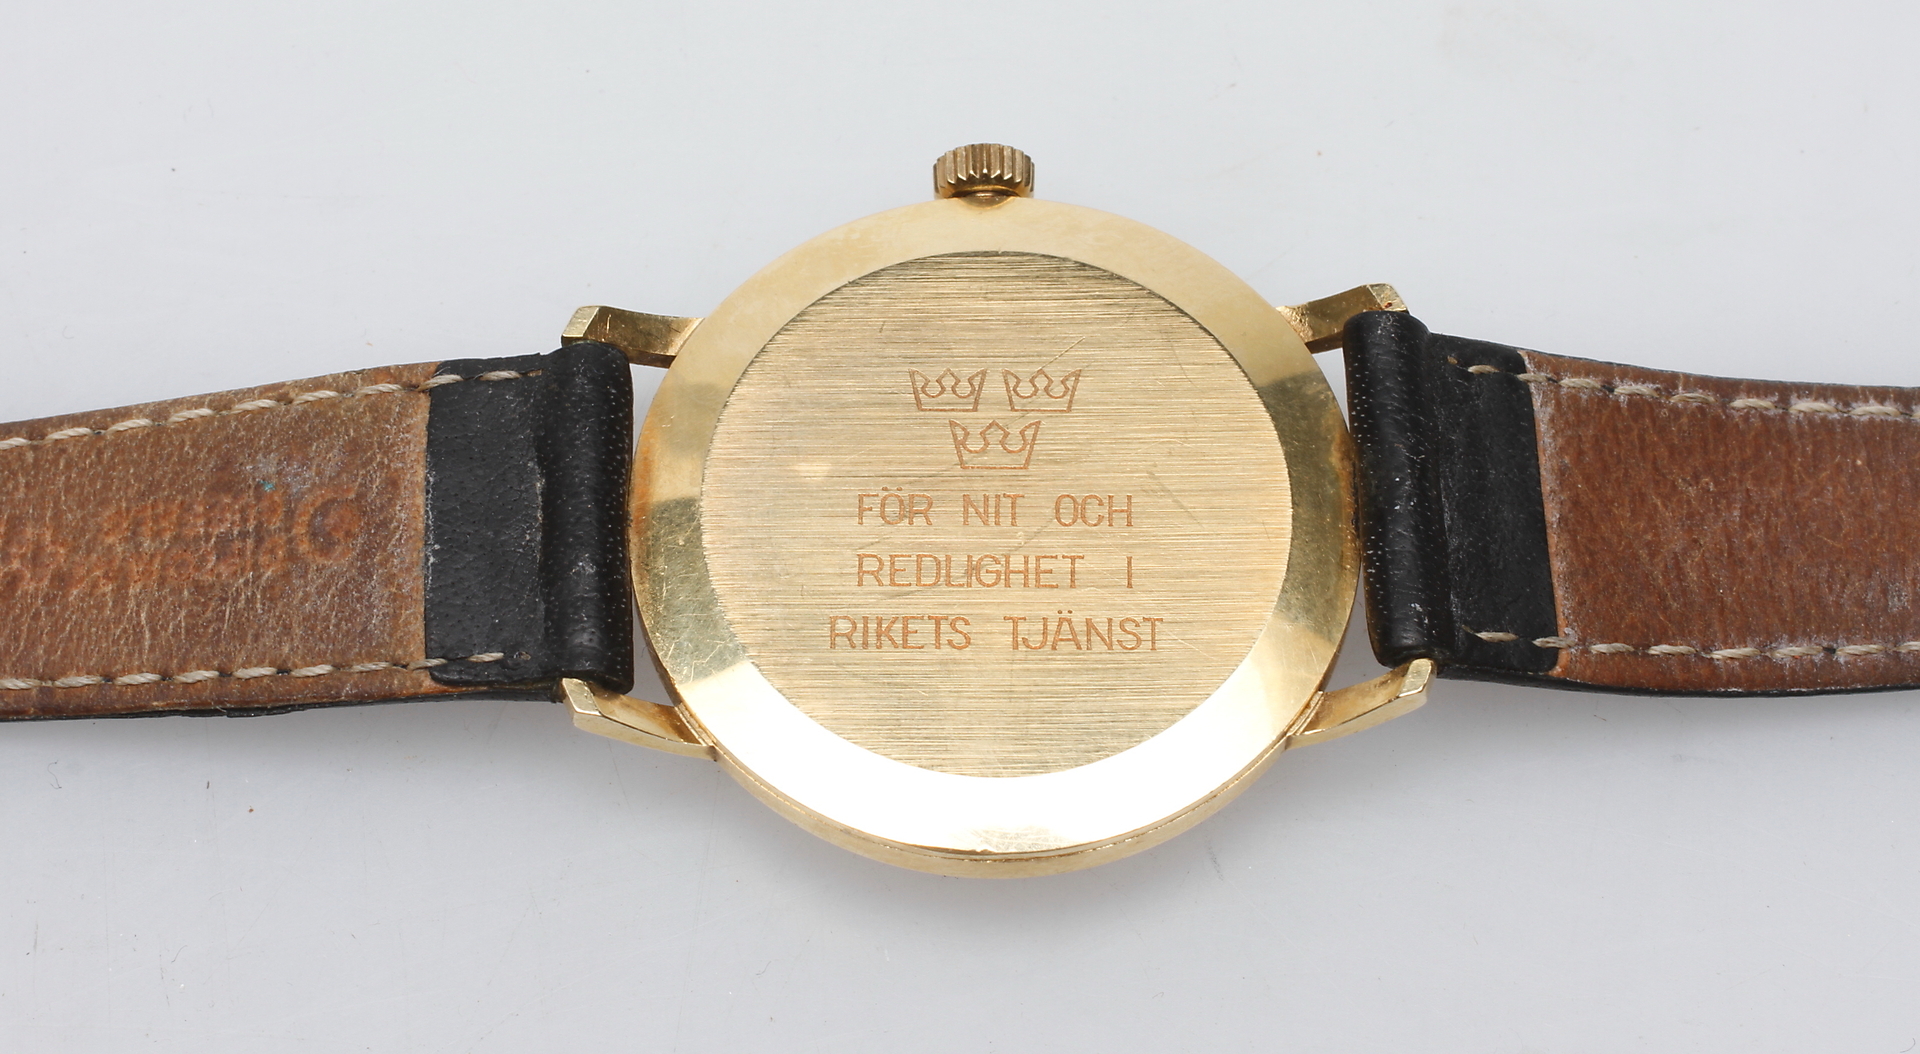 FÖR NIT OCH
REDLIGHET I
RIKETS TJÄNST